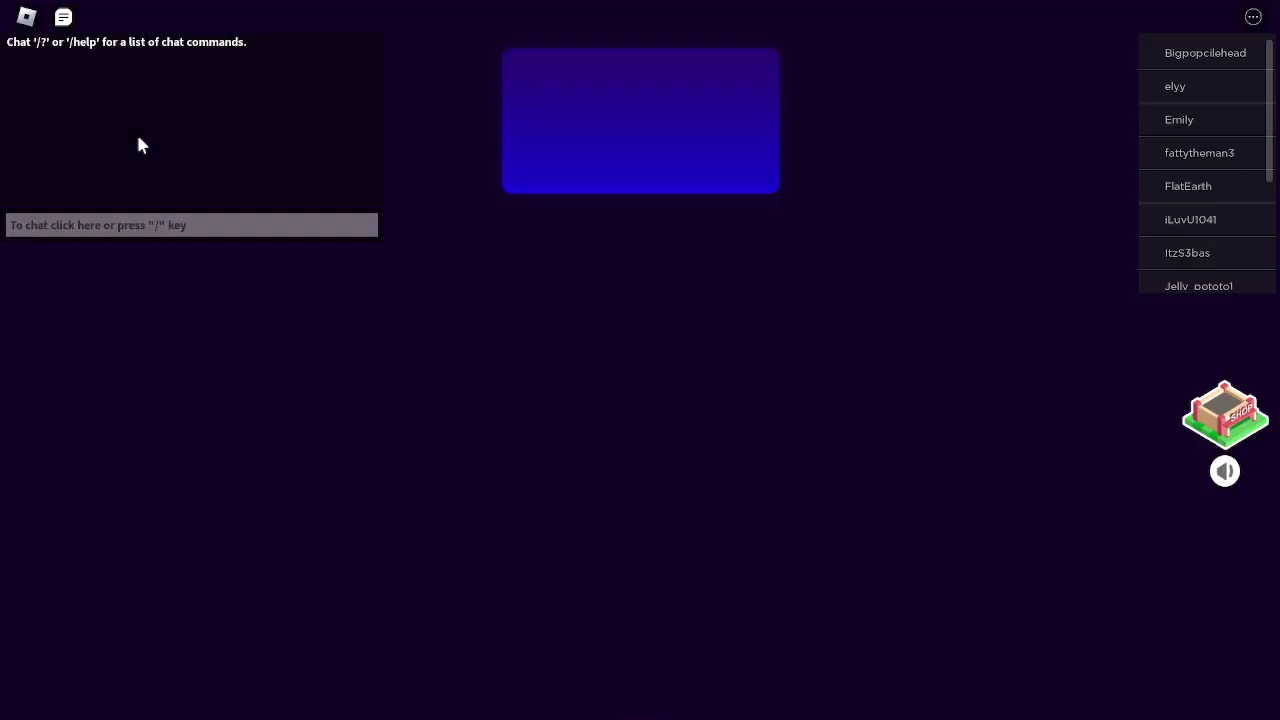 Chat '/?' or '/help' for a list of chat commands.
To chat click here or press "/" key
Bigpopcilehead
elyy
Emily
fattytheman3
FlatEarth
iLuvU1041
ItzS3bas
Jelly_pototo1
SHOP